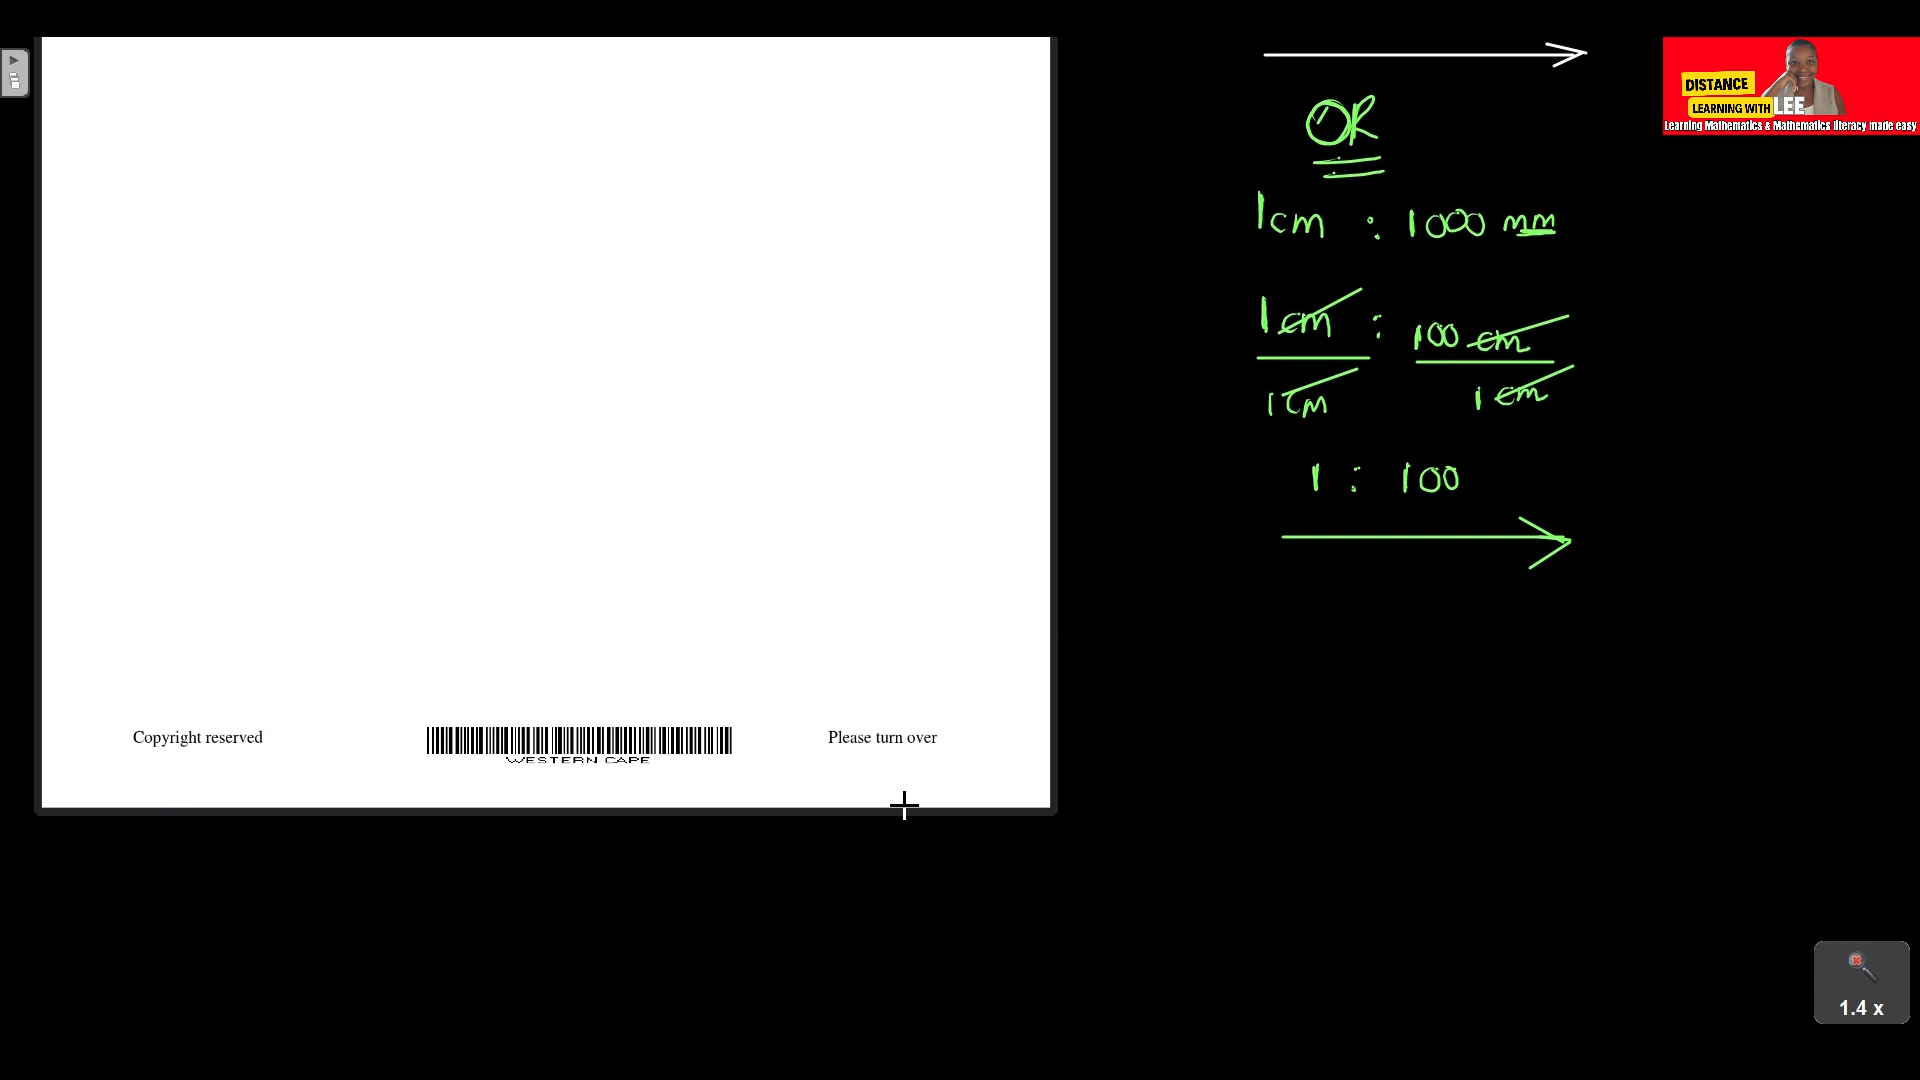 DISTANCE
LEARNING WITH LEE
Learning Mathematics & Mathematics literacy made easy
OR
1cm : 1000 mm
1cm : 100 cm
1cm 1cm
1 : 100
Copyright reserved
WESTERN CAPE
Please turn over
1.4 x